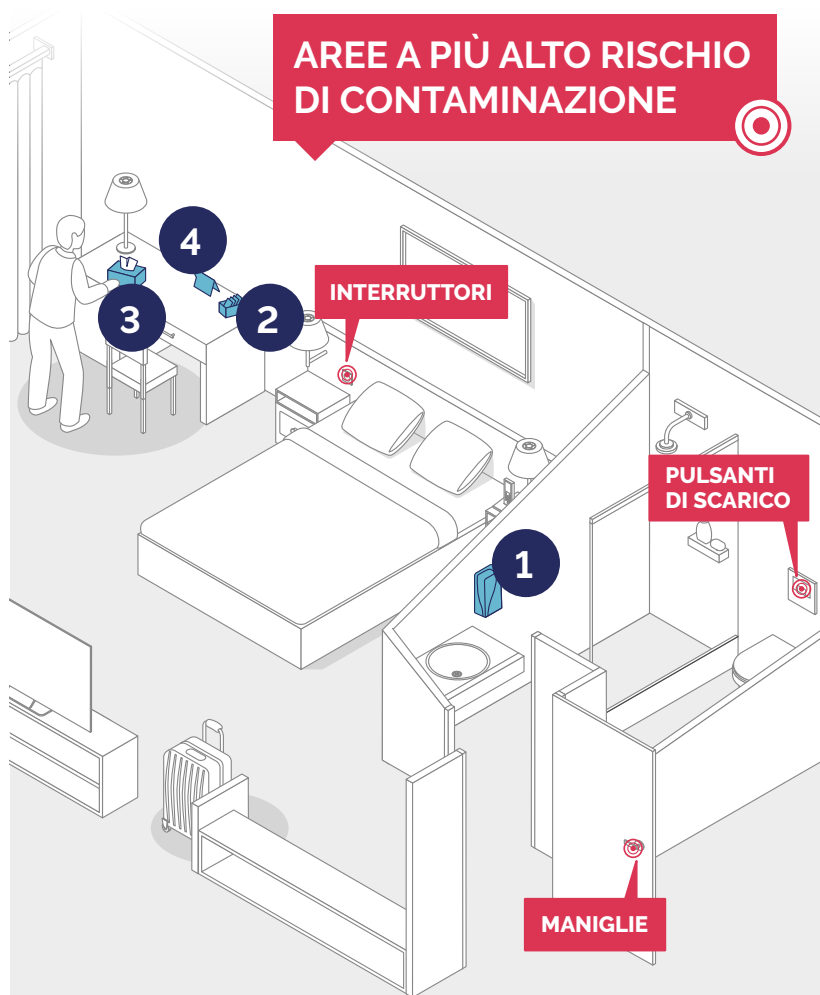 AREE A PIÙ ALTO RISCHIO
DI CONTAMINAZIONE
4
INTERRUTTORI
3
2
PULSANTI
DI SCARICO
1
MANIGLIE